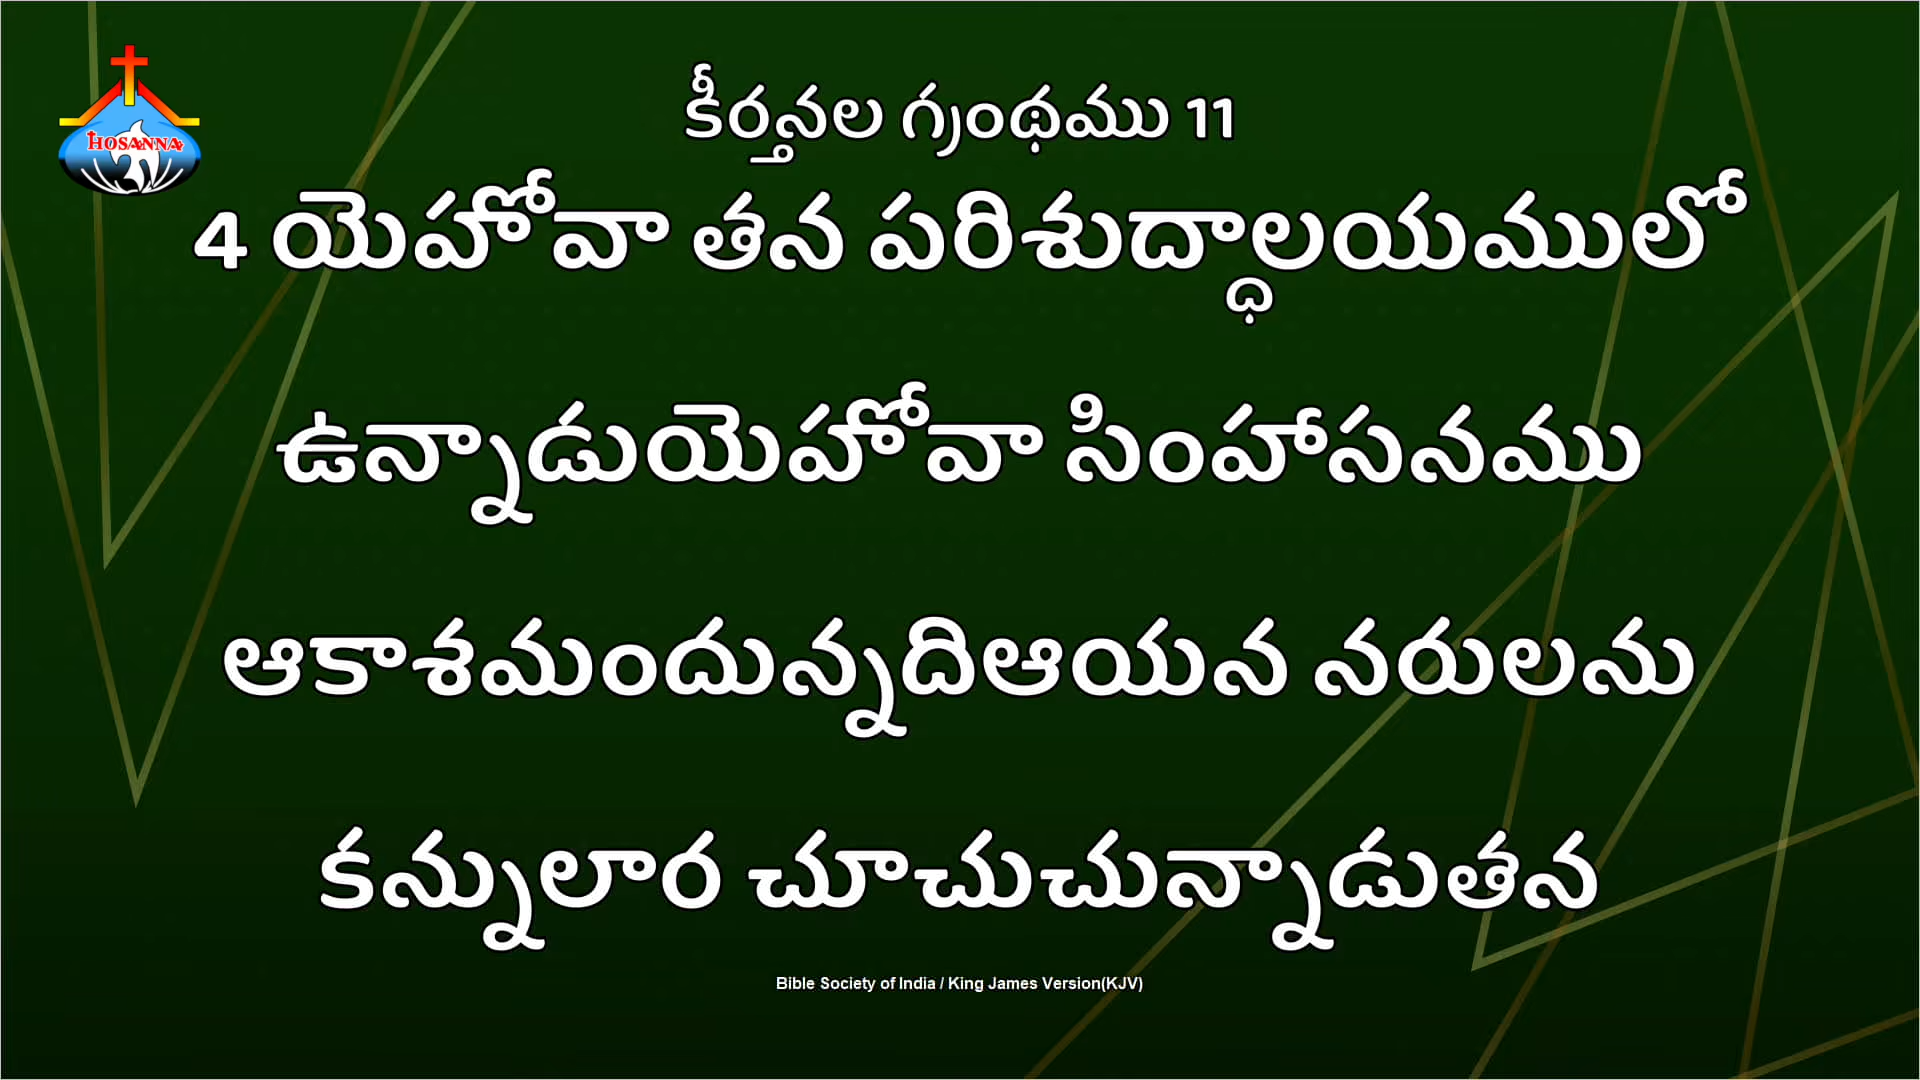 HOSANNA
కీర్తనల గ్రంథము 11
4 యెహోవా తన పరిశుద్ధాలయములో
ఉన్నాడుయెహోవా సింహాసనము
ఆకాశమందున్నదిఆయన నరులను
కన్నులార చూచుచున్నాడుతన
Bible Society of India / King James Version(KJV)